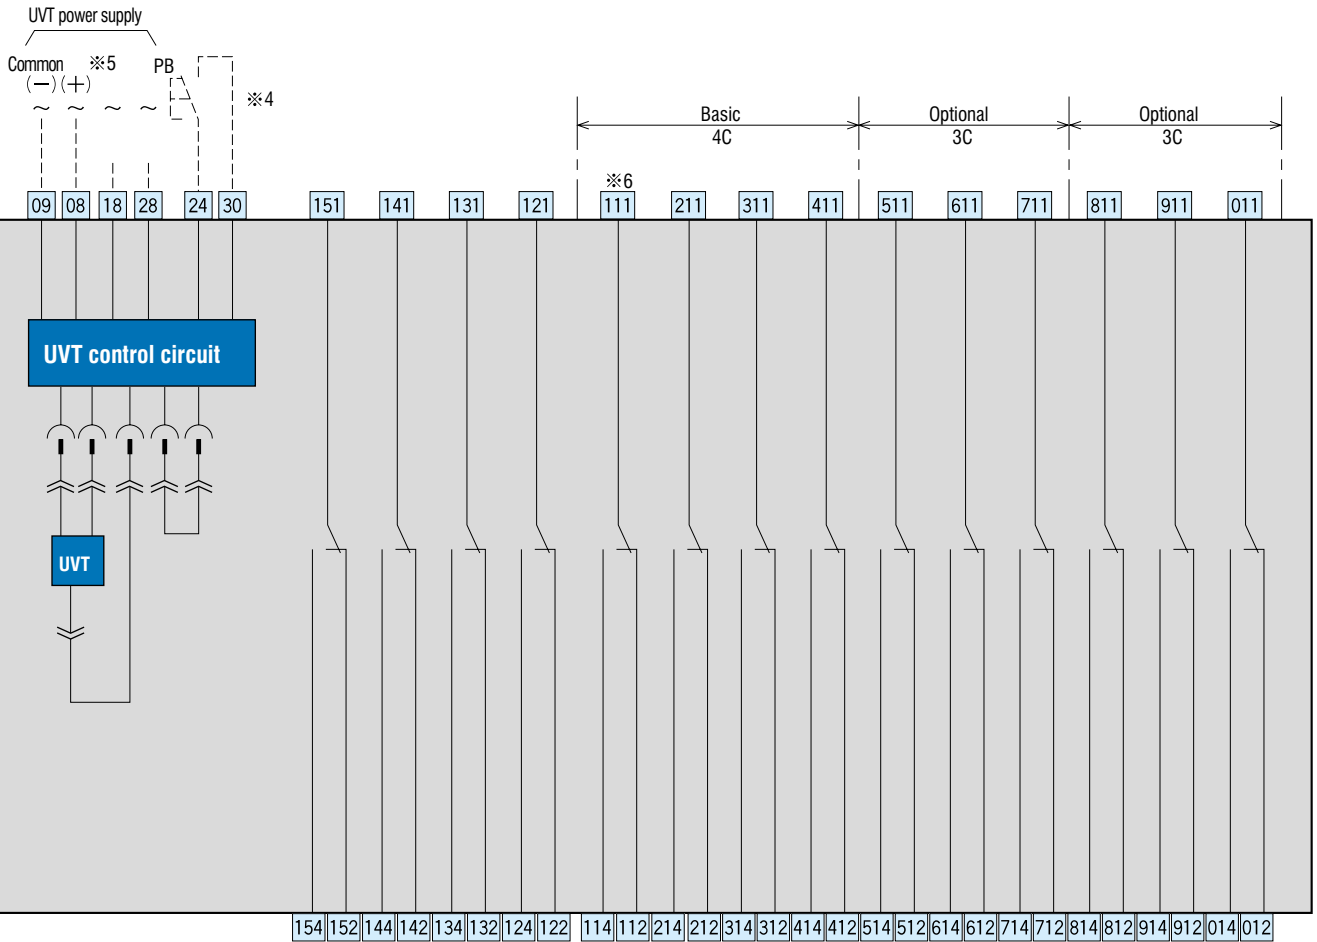 UVT power supply
Common ※5 PB
(−) (+)
~ ~ ~ ~ ※4
Basic Optional Optional
4C 3C 3C
※6
09 08 18 28 24 30 151 141 131 121 111 211 311 411 511 611 711 811 911 011
UVT control circuit
UVT
154 152 144 142 134 132 124 122 114 112 214 212 314 312 414 412 514 512 614 612 714 712 814 812 914 912 014 012